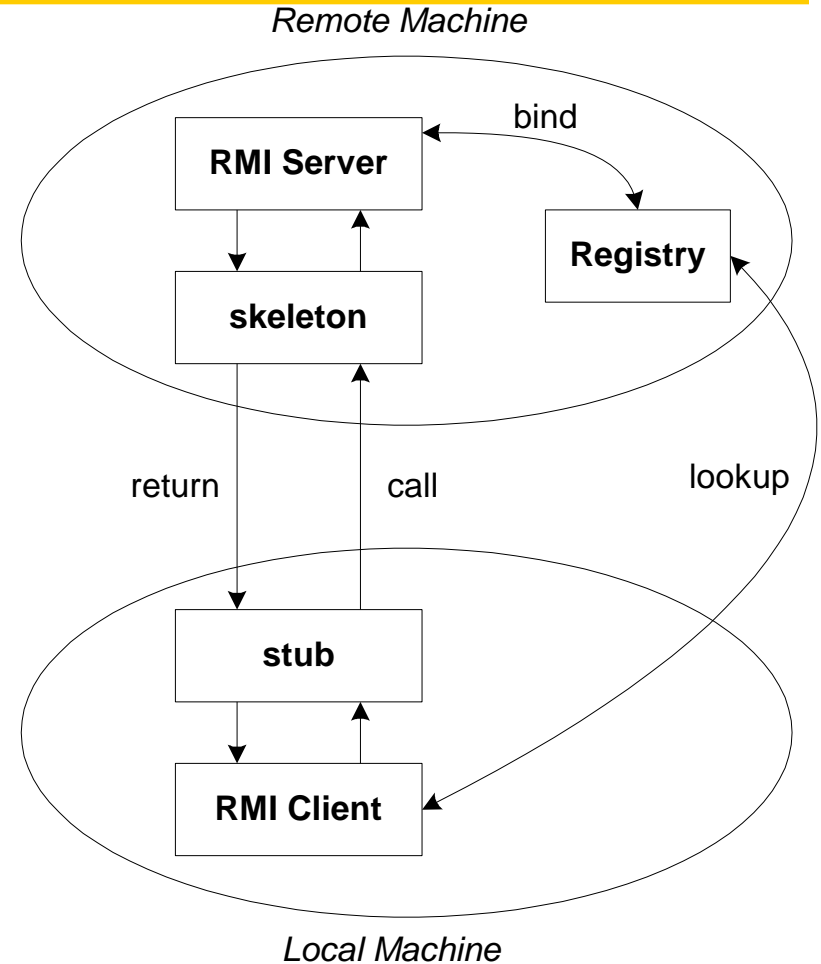 Remote Machine
bind
RMI Server
Registry
skeleton
return
call
lookup
stub
RMI Client
Local Machine